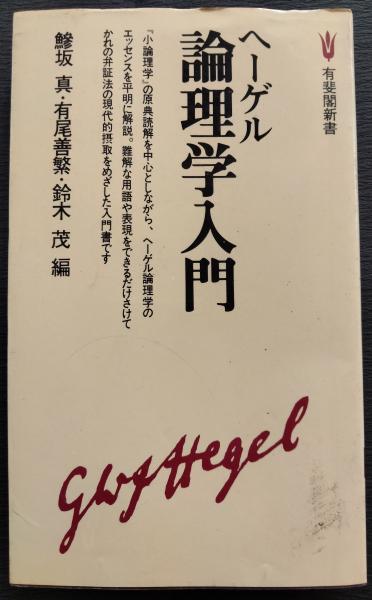 有斐閣新書
ヘーゲル
論理学入門
『小論理学』の原典読解を中心としながら、ヘーゲル論理学の
エッセンスを平明に解説。難解な用語や表現をできるだけさけて
かれの弁証法の現代的摂取をめざした入門書です
鰺坂 真・有尾善繁・鈴木 茂 編
GWFHegel